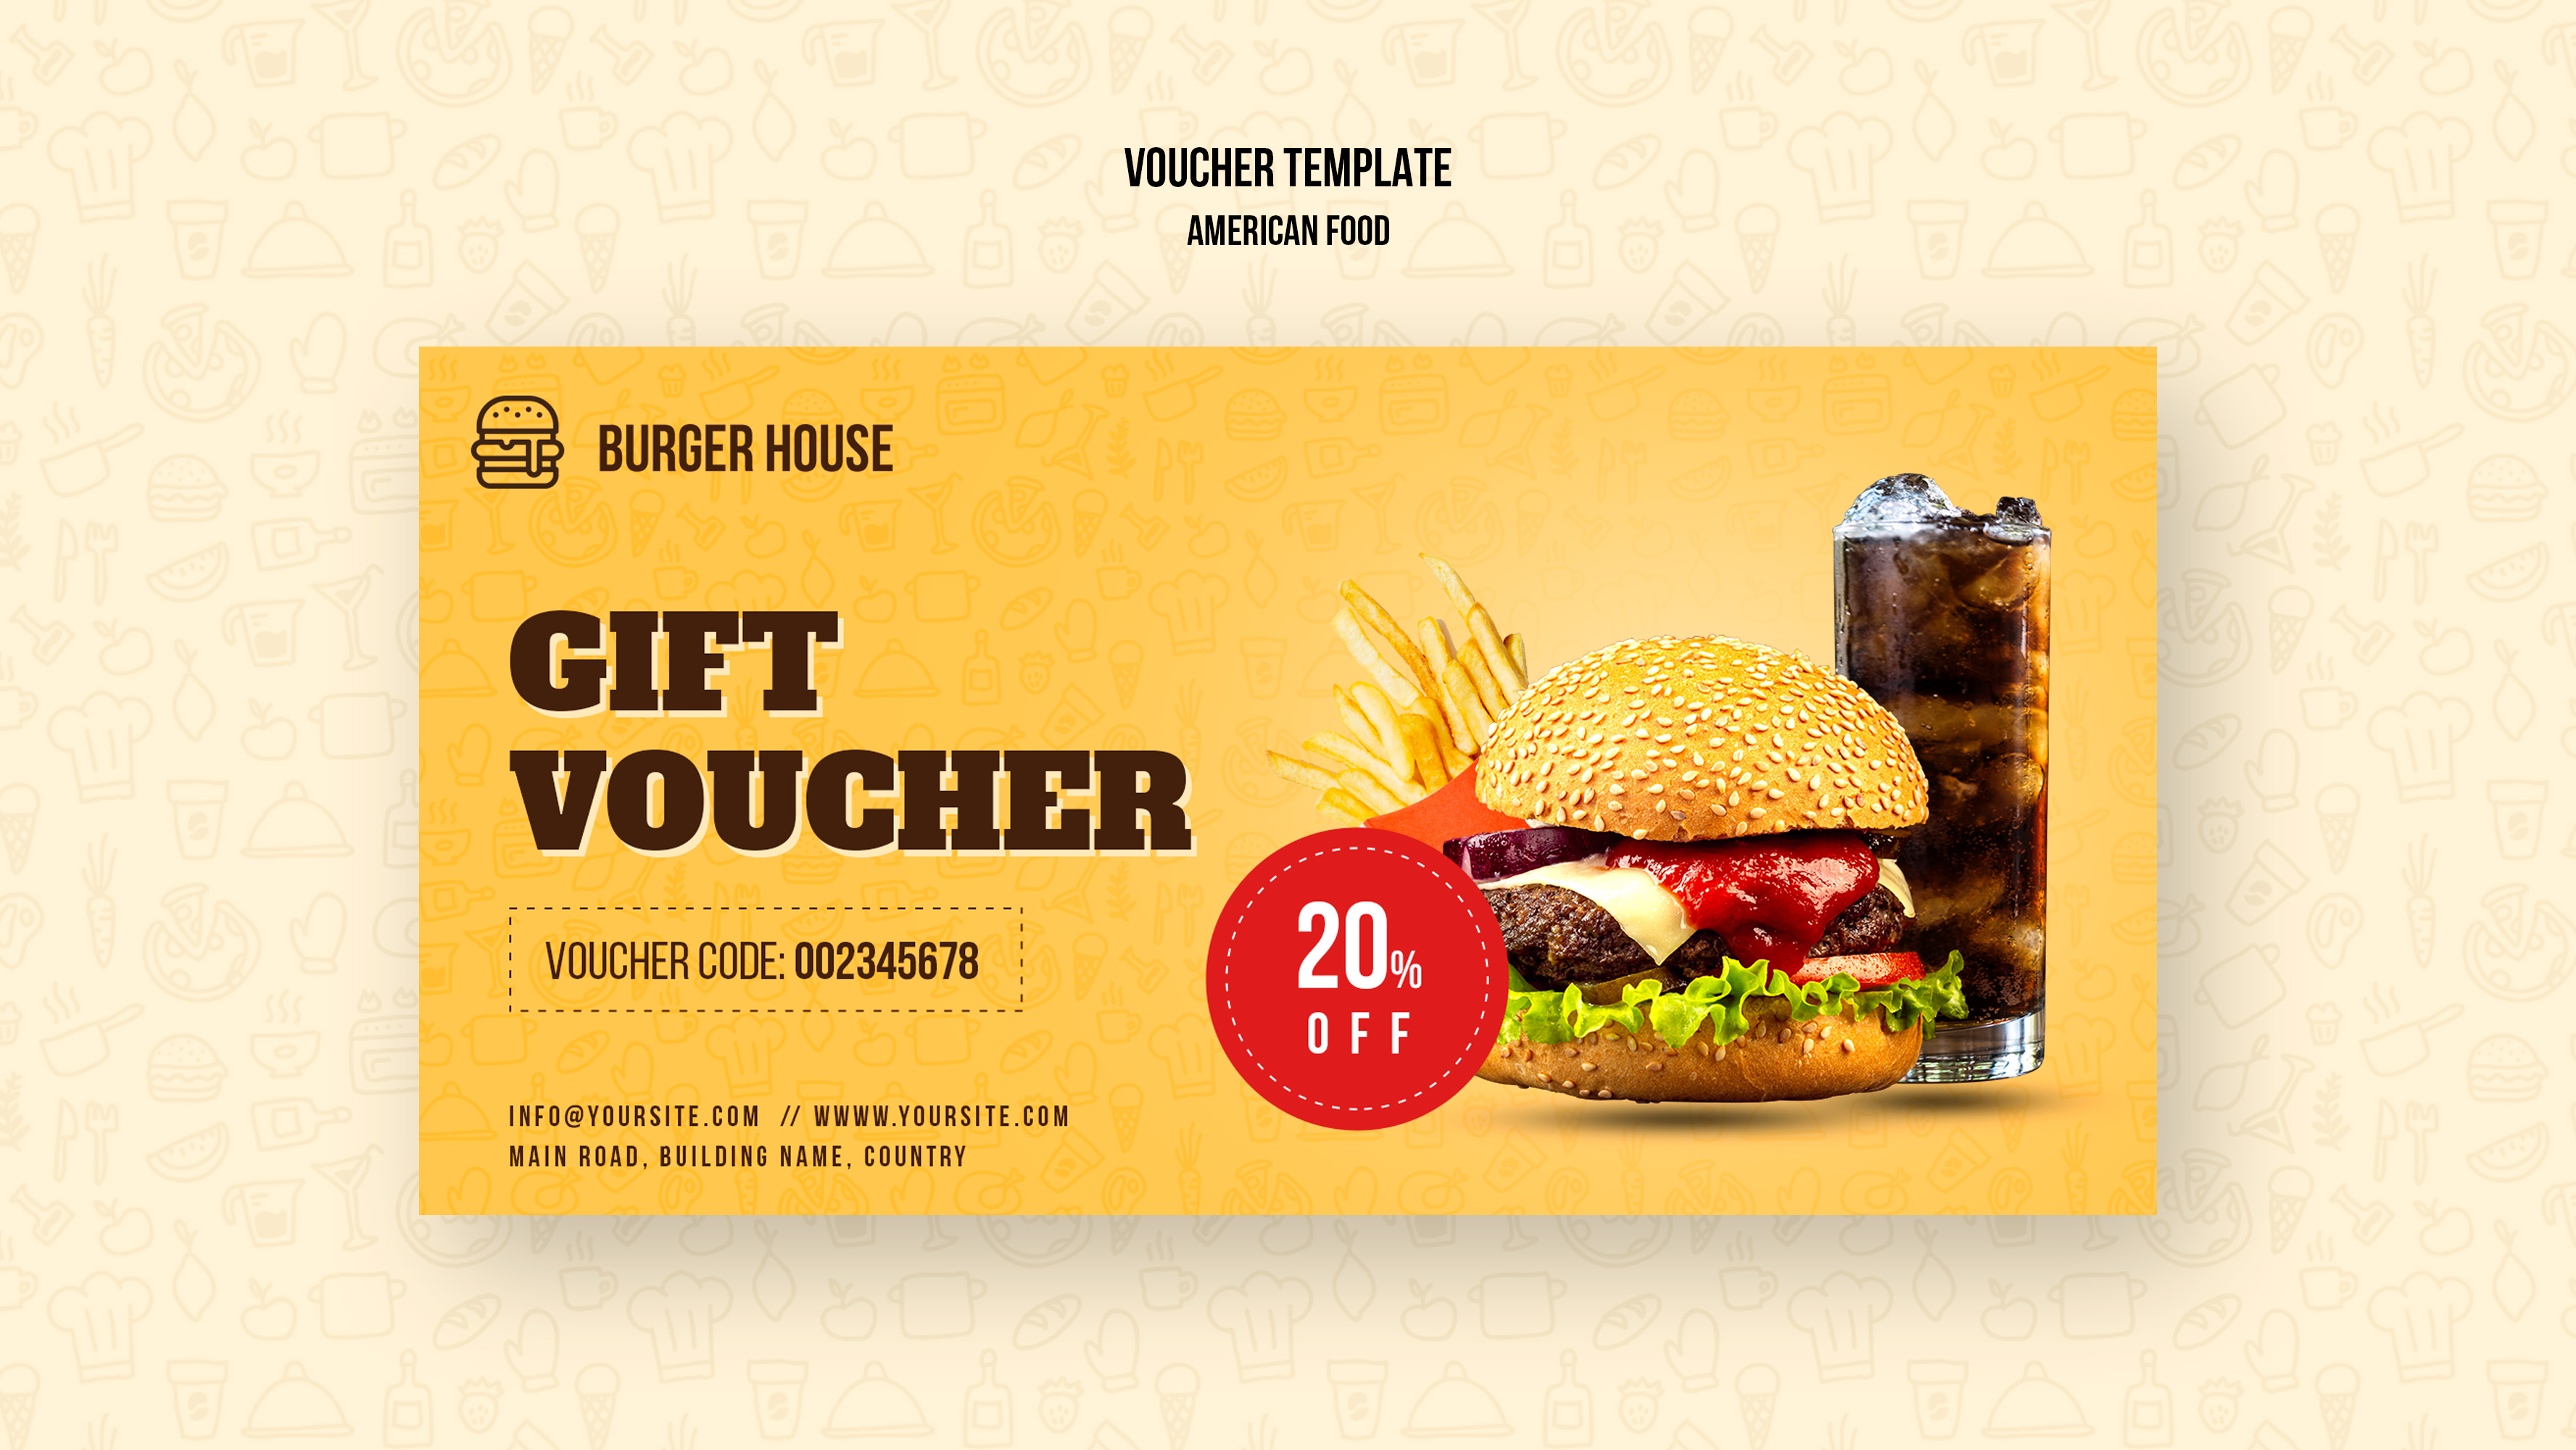 VOUCHER TEMPLATE
AMERICAN FOOD
BURGER HOUSE
GIFT
VOUCHER
VOUCHER CODE: 002345678
20%
OFF
INFO@YOURSITE.COM // WWWW.YOURSITE.COM
MAIN ROAD, BUILDING NAME, COUNTRY